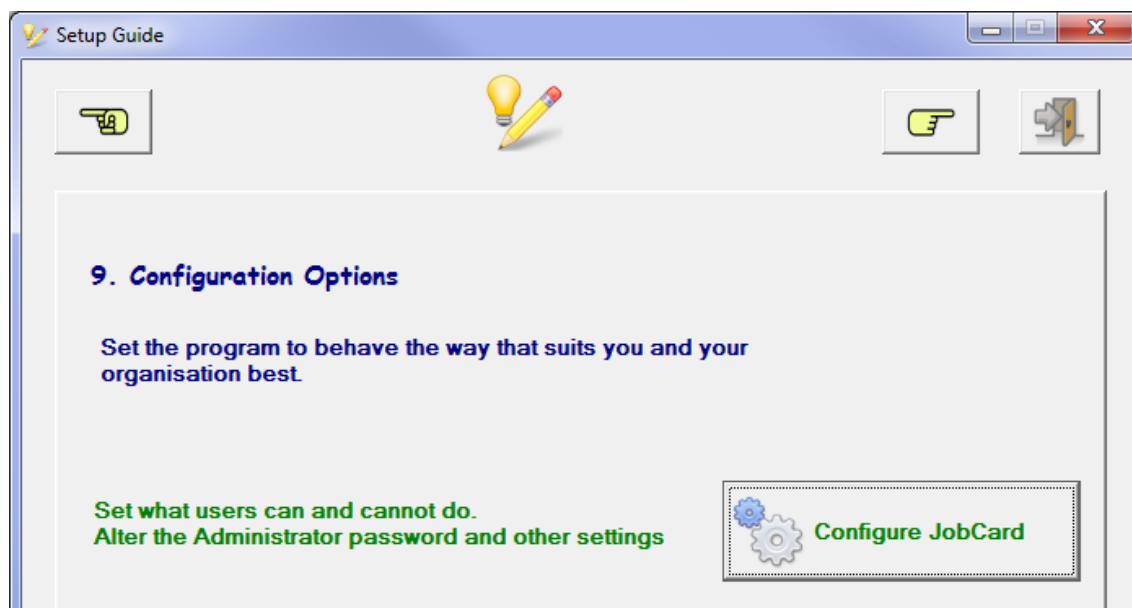 Setup Guide
9. Configuration Options
Set the program to behave the way that suits you and your
organisation best.
Set what users can and cannot do.
Alter the Administrator password and other settings
Configure JobCard